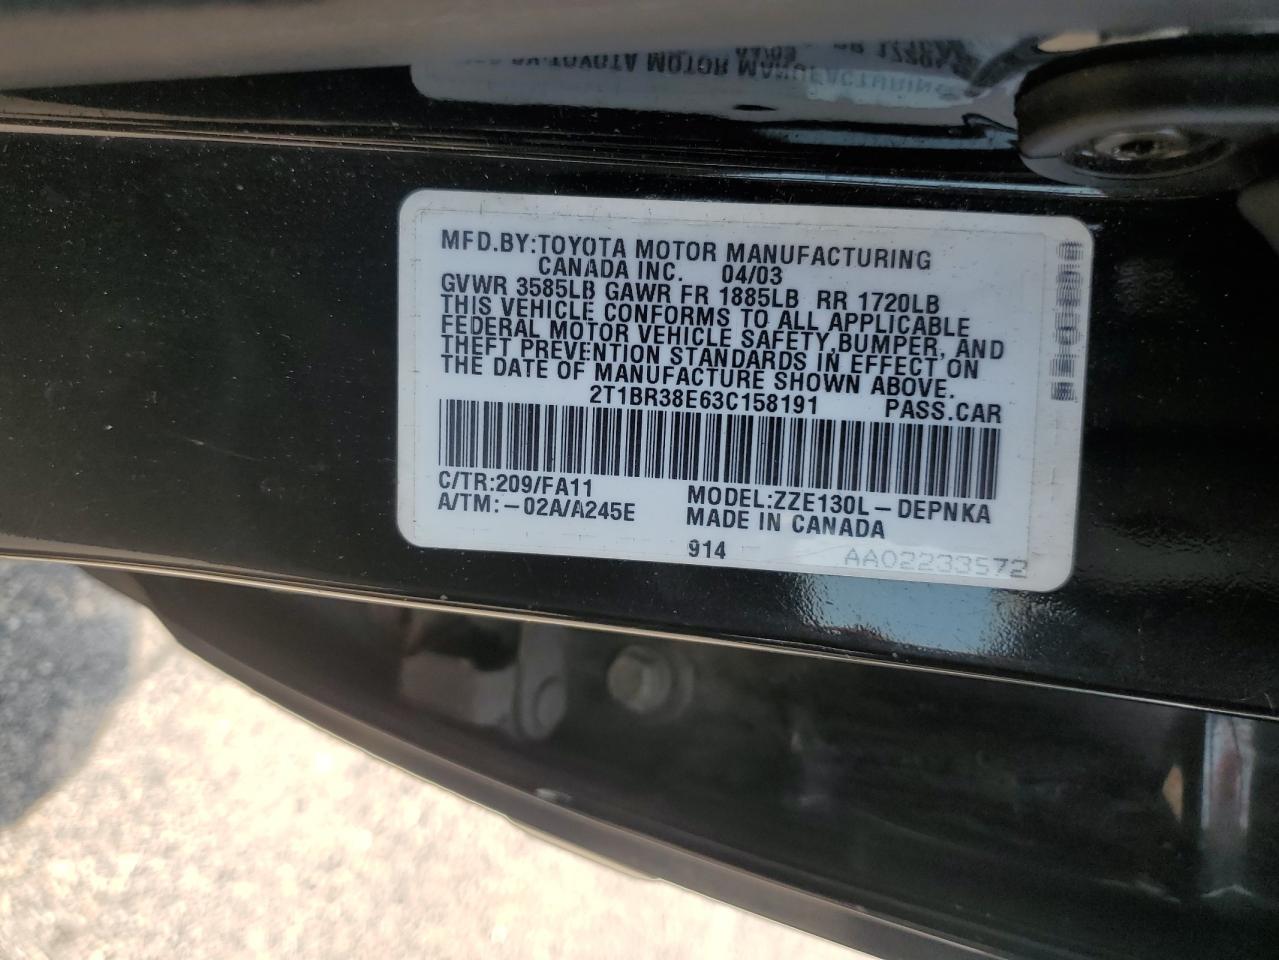 MFD.BY:TOYOTA MOTOR MANUFACTURING
CANADA INC. 04/03
GVWR 3585LB GAWR FR 1885LB RR 1720LB
THIS VEHICLE CONFORMS TO ALL APPLICABLE
FEDERAL MOTOR VEHICLE SAFETY,BUMPER, AND
THEFT PREVENTION STANDARDS IN EFFECT ON
THE DATE OF MANUFACTURE SHOWN ABOVE.
2T1BR38E63C158191 PASS.CAR
C/TR:209/FA11
A/TM:-02A/A245E
MODEL:ZZE130L-DEPNKA
MADE IN CANADA
914
AA02233572